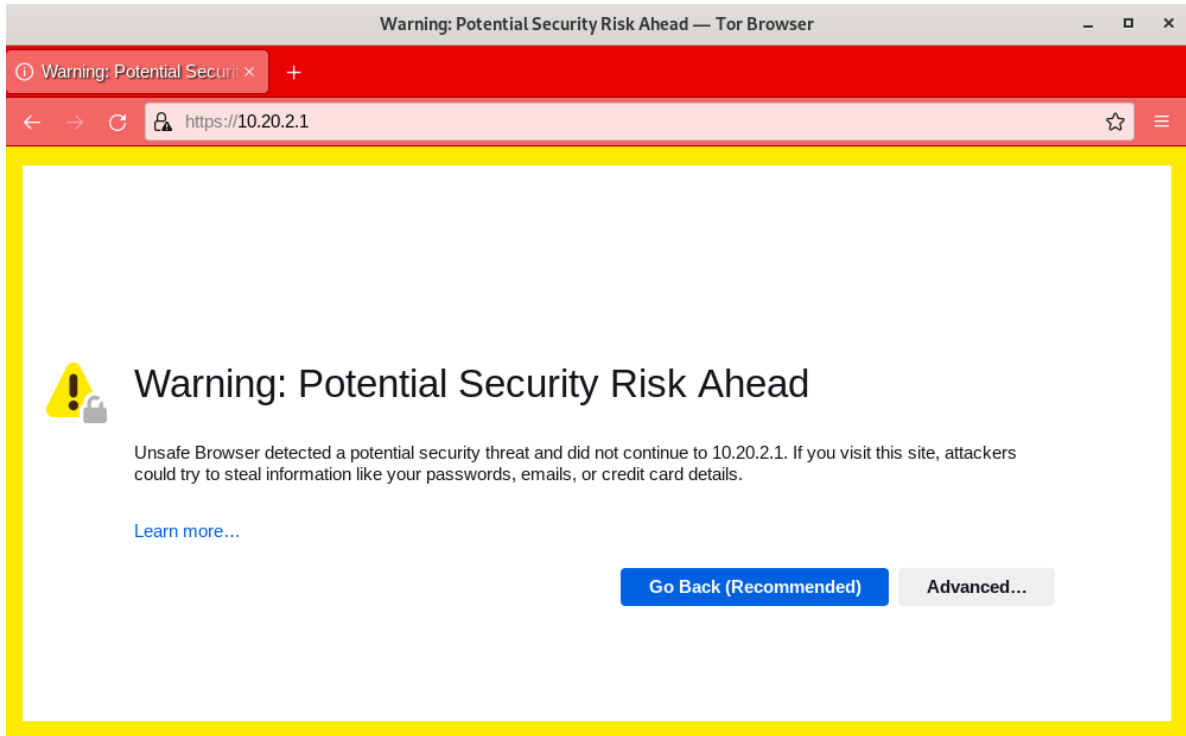 Warning: Potential Security Risk Ahead — Tor Browser
Warning: Potential Securi
https://10.20.2.1
Warning: Potential Security Risk Ahead
Unsafe Browser detected a potential security threat and did not continue to 10.20.2.1. If you visit this site, attackers
could try to steal information like your passwords, emails, or credit card details.
Learn more…
Go Back (Recommended)
Advanced…